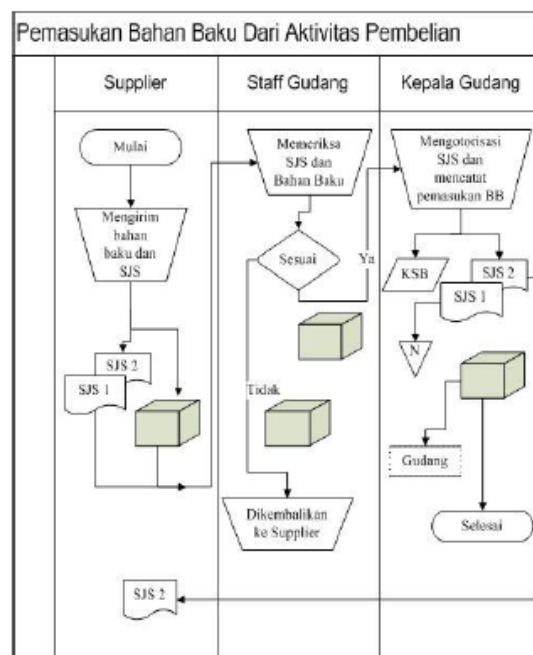 Pemasukan Bahan Baku Dari Aktivitas Pembelian
Supplier
Staff Gudang
Kepala Gudang
Mulai
Mengirim
bahan
baku dan
SJS
SJS 2
SJS 1
Memeriksa
SJS dan
Bahan Baku
Sesuai
Ya
Tidak
Dikembalikan
ke Supplier
Mengotorisasi
SJS dan
mencatat
pemasukan BB
KSB
SJS 2
SJS 1
N
Gudang
Selesai
SJS 2